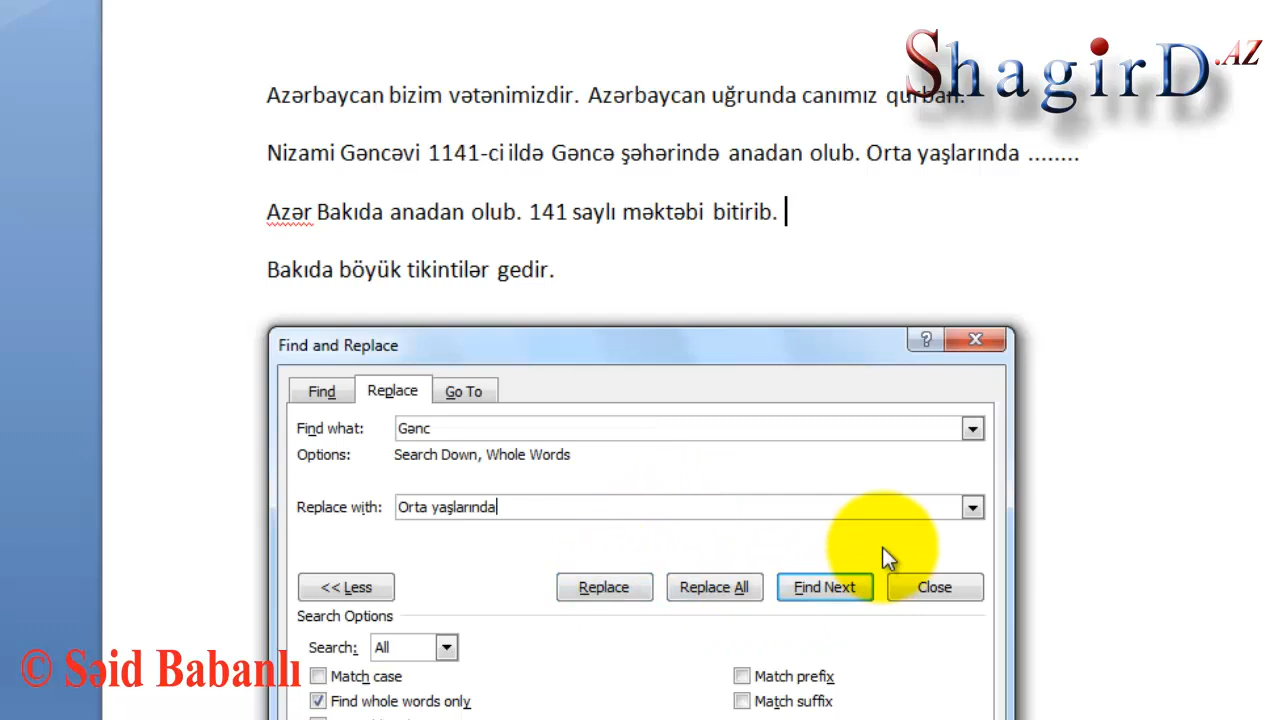 ShagirD.AZ
Azərbaycan bizim vətənimizdir. Azərbaycan uğrunda canımız qurban.
Nizami Gəncəvi 1141-ci ildə Gəncə şəhərində anadan olub. Orta yaşlarında ........
Azər Bakıda anadan olub. 141 saylı məktəbi bitirib.
Bakıda böyük tikintilər gedir.
Find and Replace
Find Replace Go To
Find what: Gənc
Options: Search Down, Whole Words
Replace with: Orta yaşlarında
<< Less Replace Replace All Find Next Close
Search Options
Search: All
Match case Match prefix
Find whole words only Match suffix
© Səid Babanlı